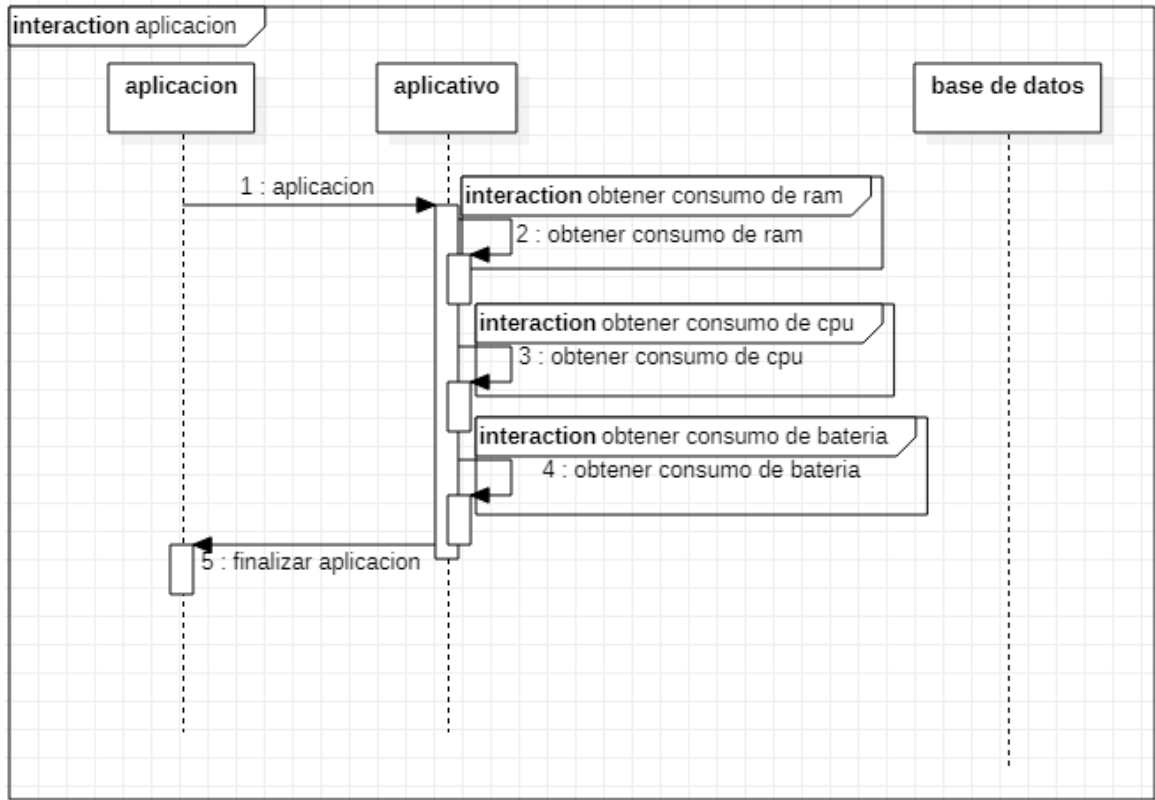 interaction aplicacion
aplicacion
aplicativo
base de datos
1 : aplicacion
interaction obtener consumo de ram
2 : obtener consumo de ram
interaction obtener consumo de cpu
3 : obtener consumo de cpu
interaction obtener consumo de bateria
4 : obtener consumo de bateria
5 : finalizar aplicacion